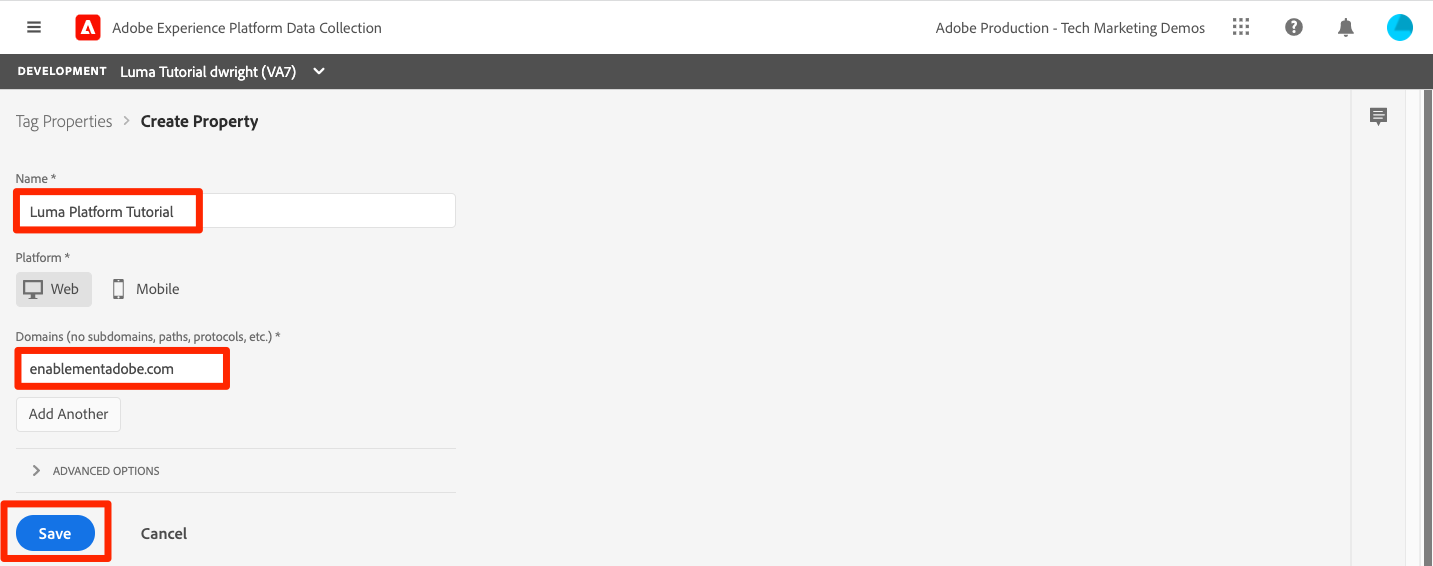 Adobe Experience Platform Data Collection
Adobe Production - Tech Marketing Demos
DEVELOPMENT Luma Tutorial dwright (VA7)
Tag Properties > Create Property
Name *
Luma Platform Tutorial
Platform *
Web Mobile
Domains (no subdomains, paths, protocols, etc.) *
enablementadobe.com
Add Another
ADVANCED OPTIONS
Save Cancel